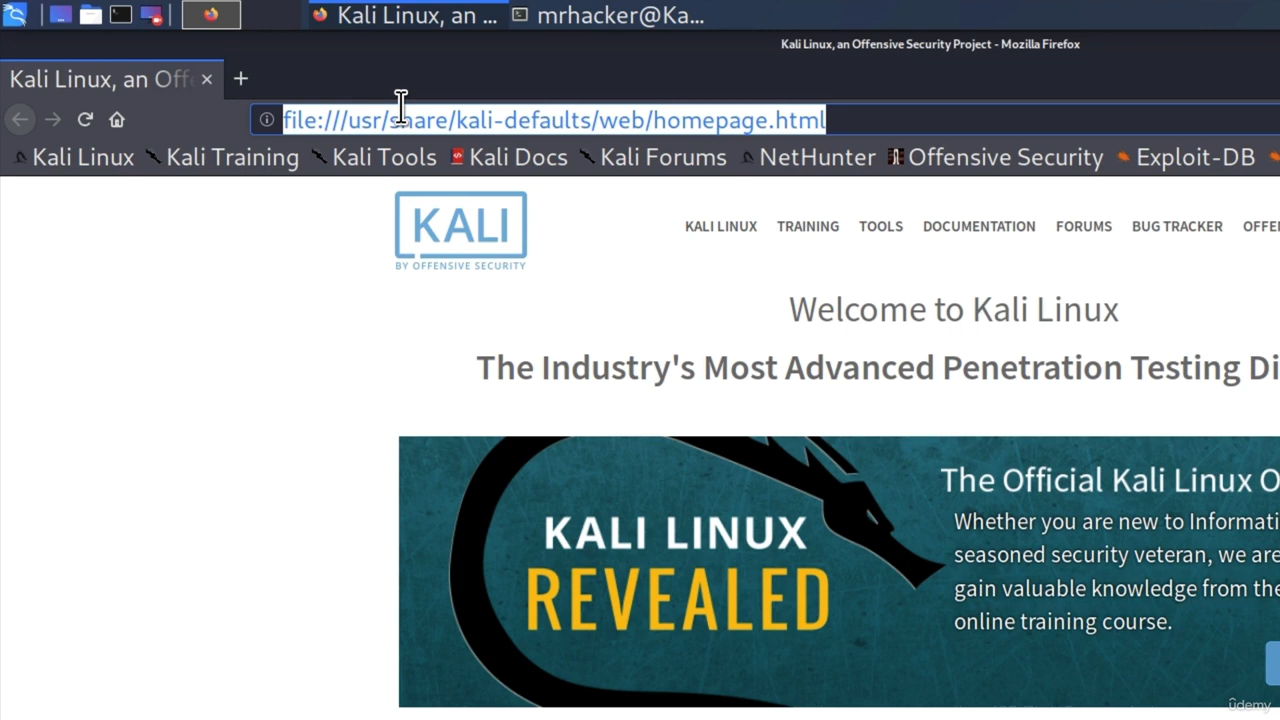 Kali Linux, an ...
mrhacker@Ka...
Kali Linux, an Offensive Security Project - Mozilla Firefox
Kali Linux, an Offe
file:///usr/share/kali-defaults/web/homepage.html
Kali Linux Kali Training Kali Tools Kali Docs Kali Forums NetHunter Offensive Security Exploit-DB
KALI
BY OFFENSIVE SECURITY
KALI LINUX TRAINING TOOLS DOCUMENTATION FORUMS BUG TRACKER OFFE
Welcome to Kali Linux
The Industry's Most Advanced Penetration Testing Di
KALI LINUX
REVEALED
The Official Kali Linux
Whether you are new to Informati
seasoned security veteran, we are
gain valuable knowledge from the
online training course.
ûdemy